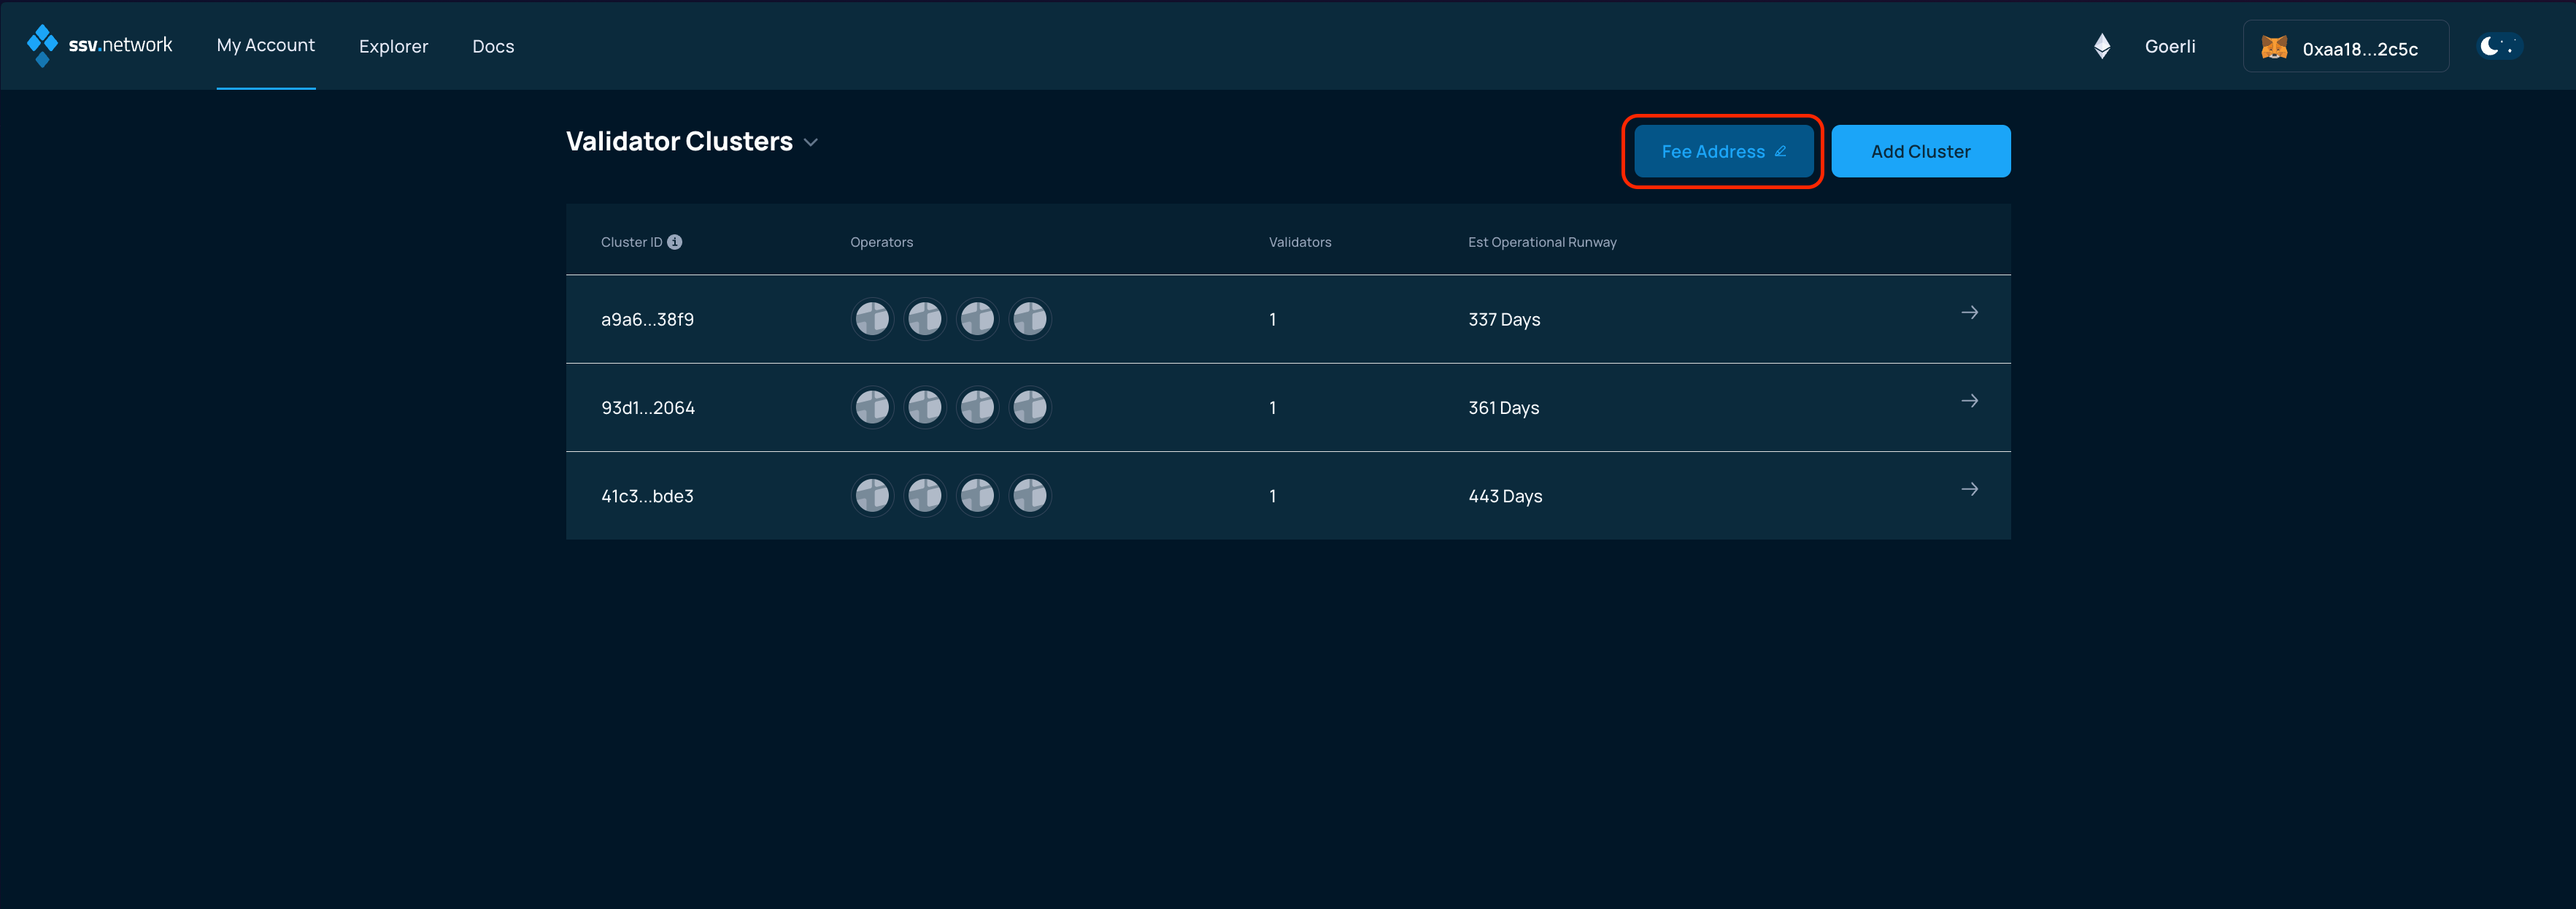 ssv.network My Account Explorer Docs Goerli 0xaa18...2c5c
Validator Clusters Fee Address Add Cluster
Cluster ID Operators Validators Est Operational Runway
a9a6...38f9 1 337 Days
93d1...2064 1 361 Days
41c3...bde3 1 443 Days